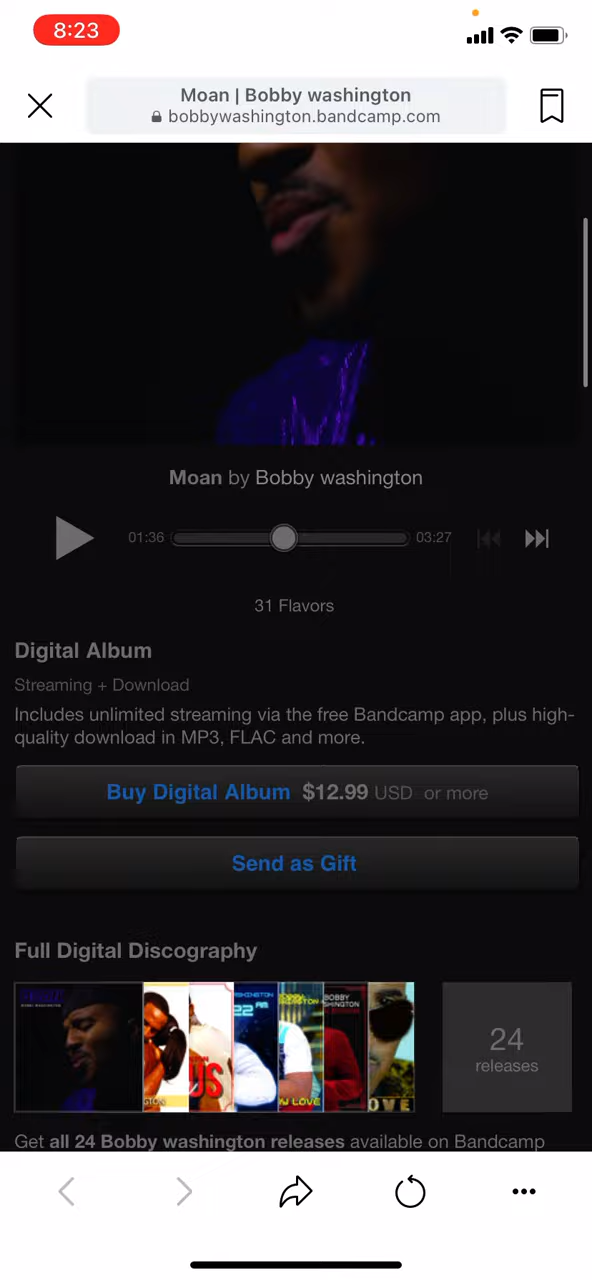 8:23
Moan | Bobby washington
bobbywashington.bandcamp.com
Moan by Bobby washington
01:36
03:27
31 Flavors
Digital Album
Streaming + Download
Includes unlimited streaming via the free Bandcamp app, plus high-
quality download in MP3, FLAC and more.
Buy Digital Album $12.99 USD or more
Send as Gift
Full Digital Discography
24
releases
Get all 24 Bobby washington releases available on Bandcamp